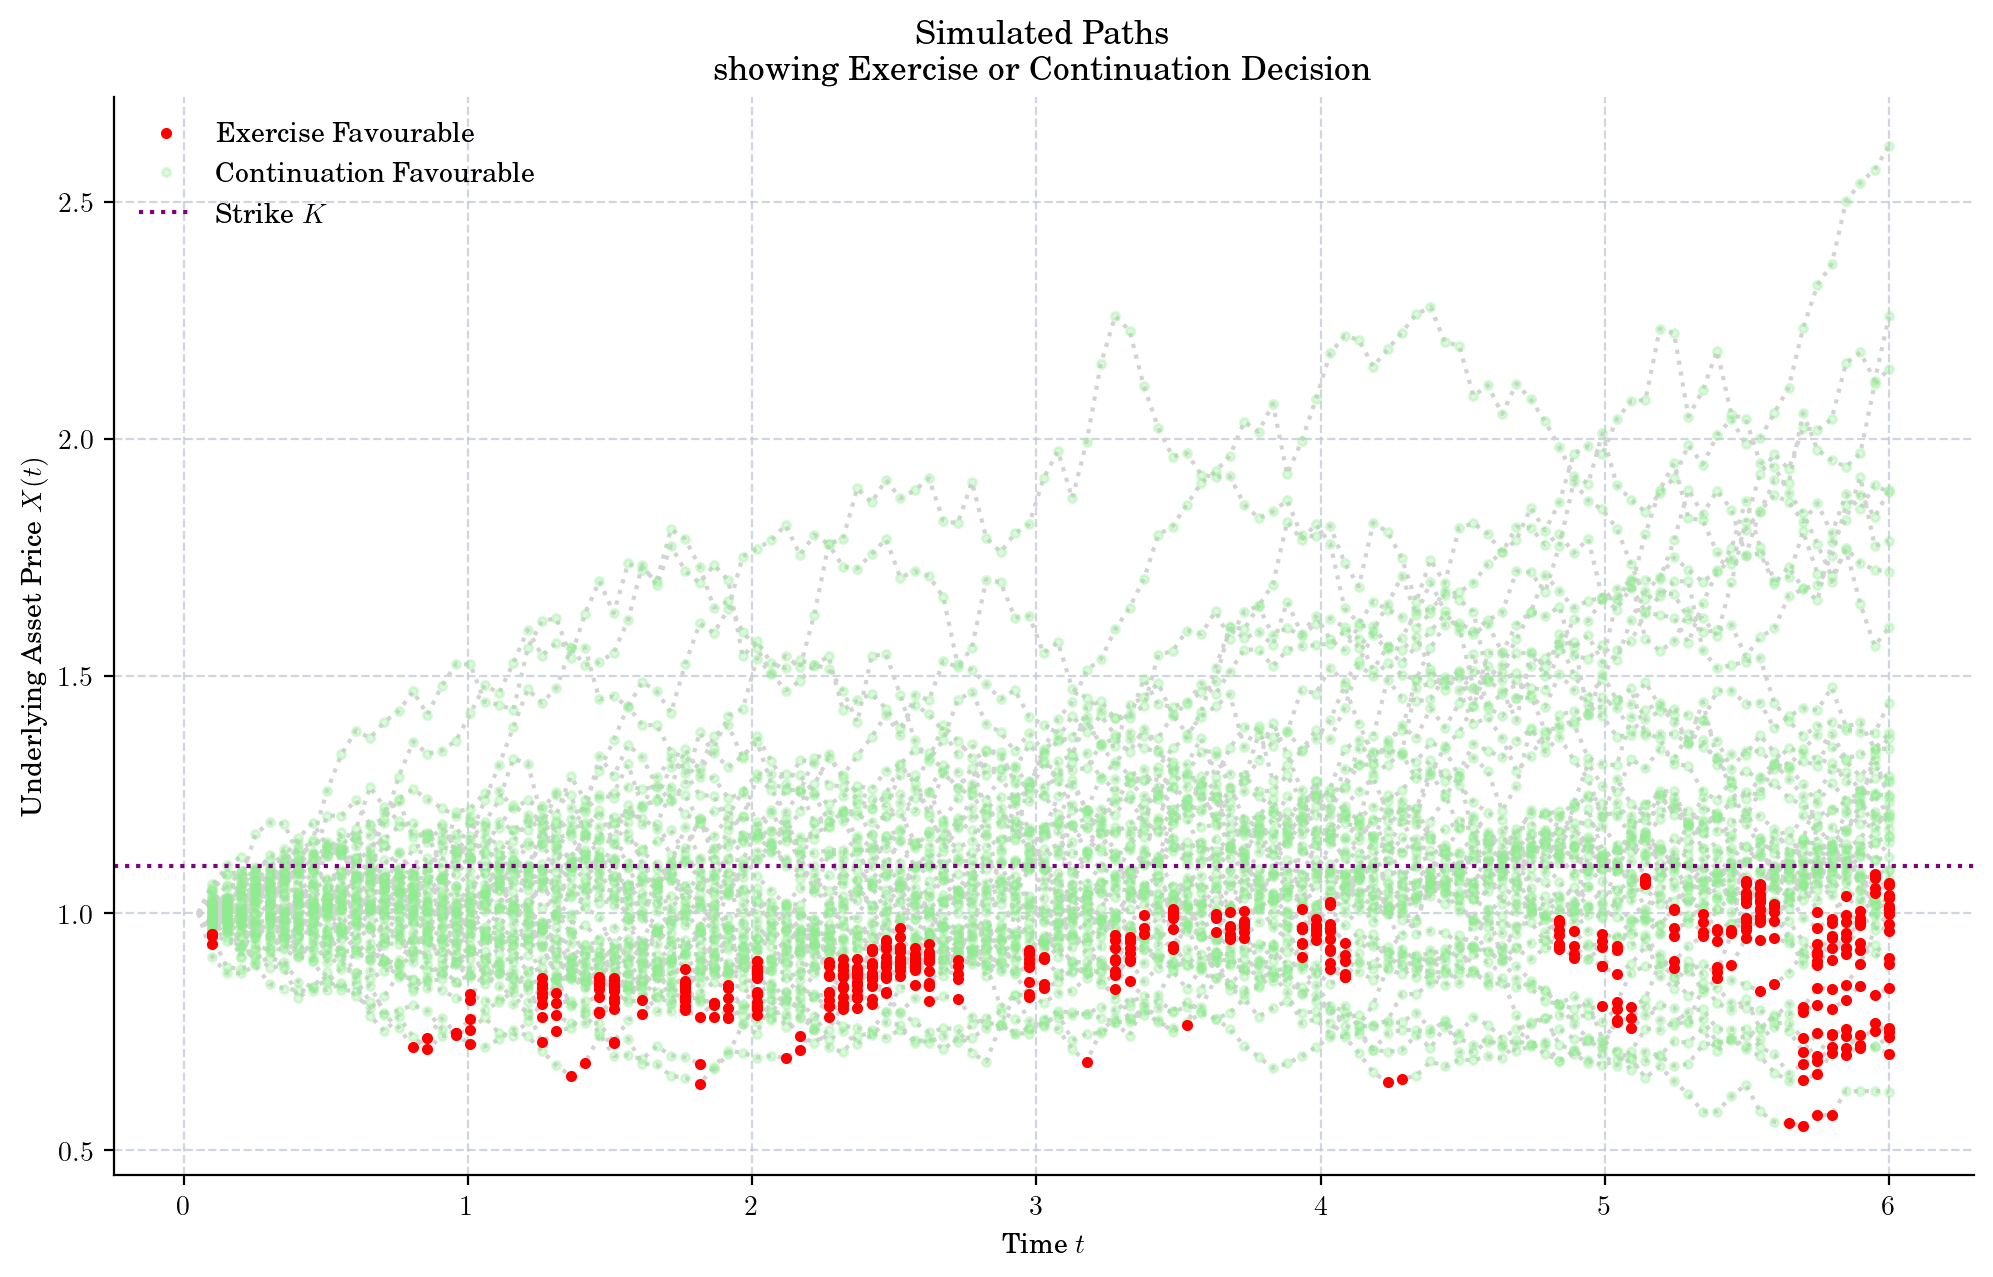 Simulated Paths
showing Exercise or Continuation Decision
Exercise Favourable
Continuation Favourable
Strike K
2.5
2.0
1.5
1.0
0.5
Underlying Asset Price X(t)
0 1 2 3 4 5 6
Time t